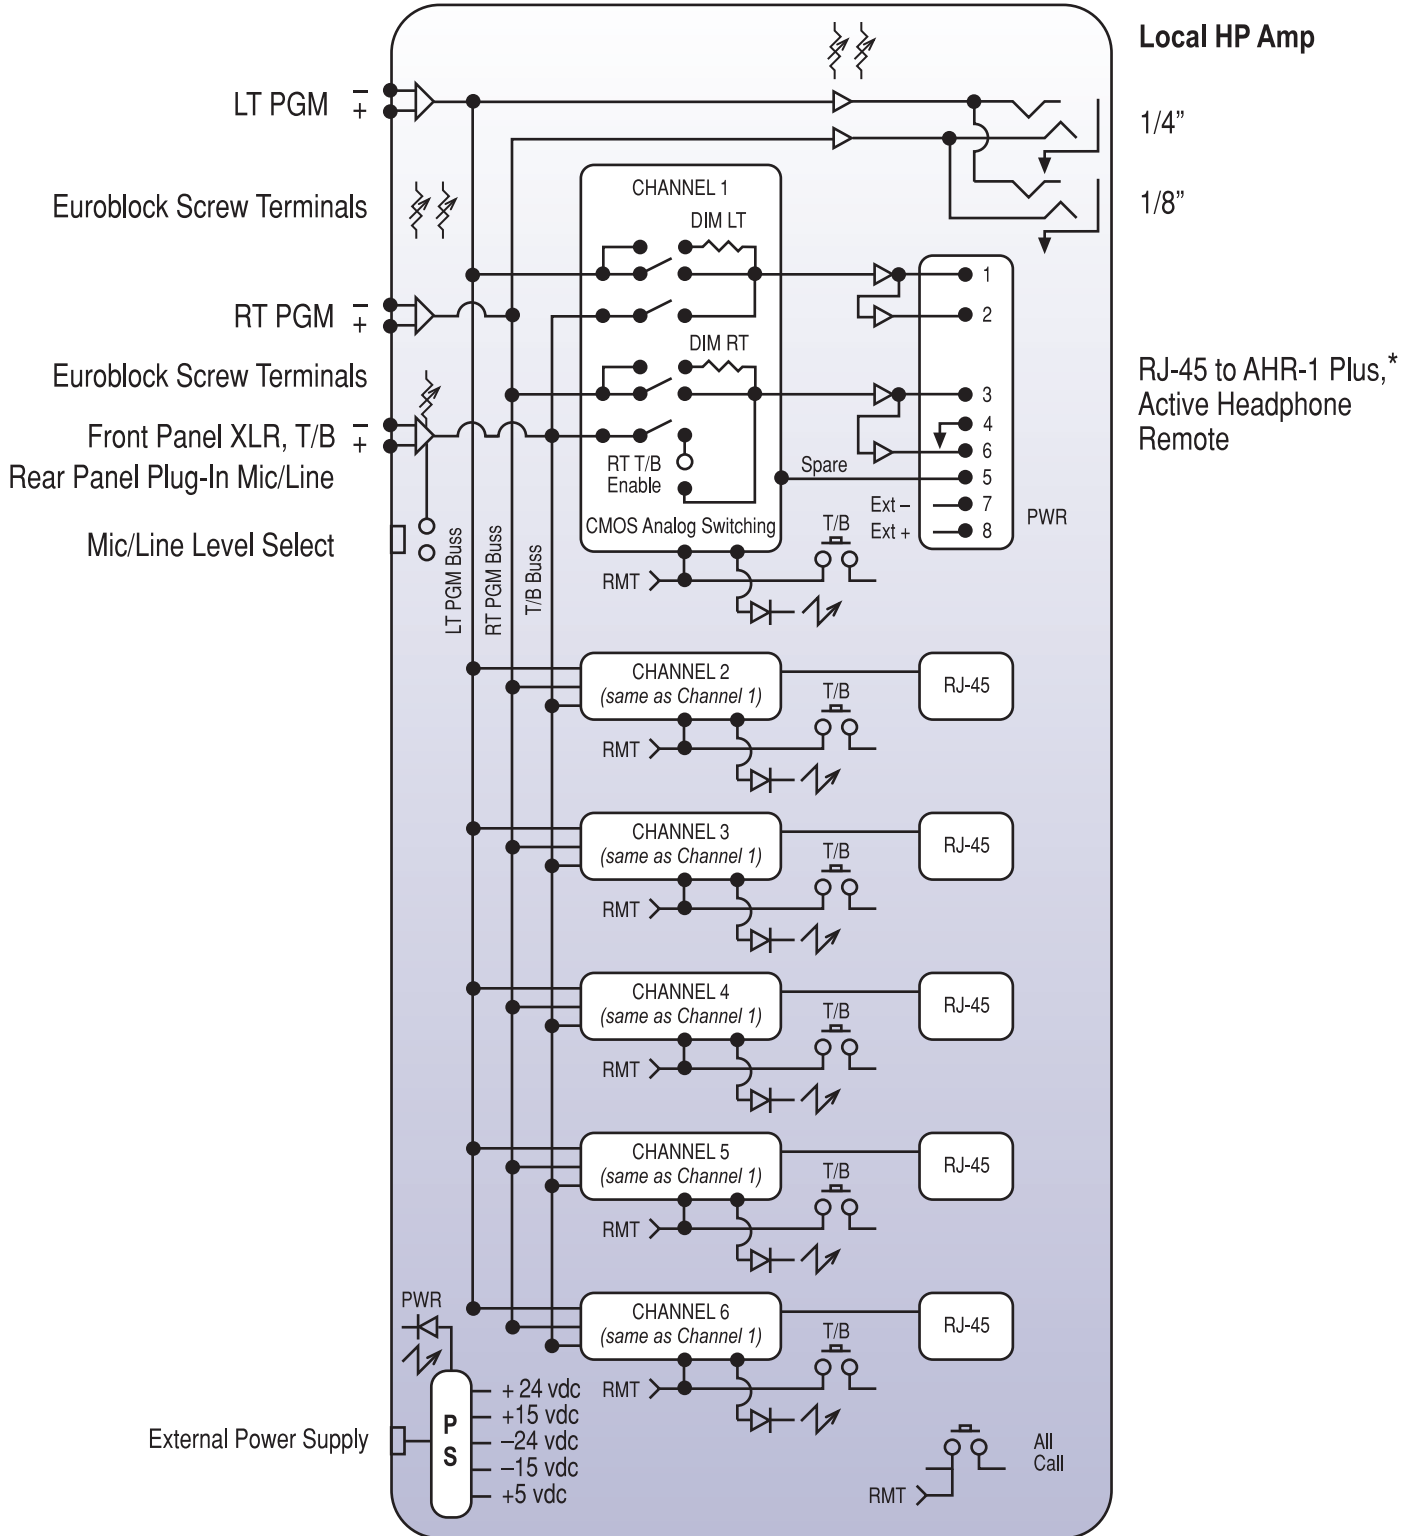 Local HP Amp
LT PGM
–
+
1/4”
CHANNEL 1
Euroblock Screw Terminals
DIM LT
1/8”
1
2
RT PGM
–
+
DIM RT
Euroblock Screw Terminals
RJ-45 to AHR-1 Plus,*
Active Headphone
Remote
3
4
6
5
7
8
Front Panel XLR, T/B
–
+
Rear Panel Plug-In Mic/Line
RT T/B
Enable
Spare
Ext –
Ext +
PWR
CMOS Analog Switching
T/B
Mic/Line Level Select
LT PGM Buss
RT PGM Buss
T/B Buss
RMT
CHANNEL 2
(same as Channel 1)
T/B
RJ-45
RMT
CHANNEL 3
(same as Channel 1)
T/B
RJ-45
RMT
CHANNEL 4
(same as Channel 1)
T/B
RJ-45
RMT
CHANNEL 5
(same as Channel 1)
T/B
RJ-45
RMT
PWR
CHANNEL 6
(same as Channel 1)
T/B
RJ-45
RMT
External Power Supply
P
S
+ 24 vdc
+15 vdc
–24 vdc
–15 vdc
+5 vdc
All
Call
RMT